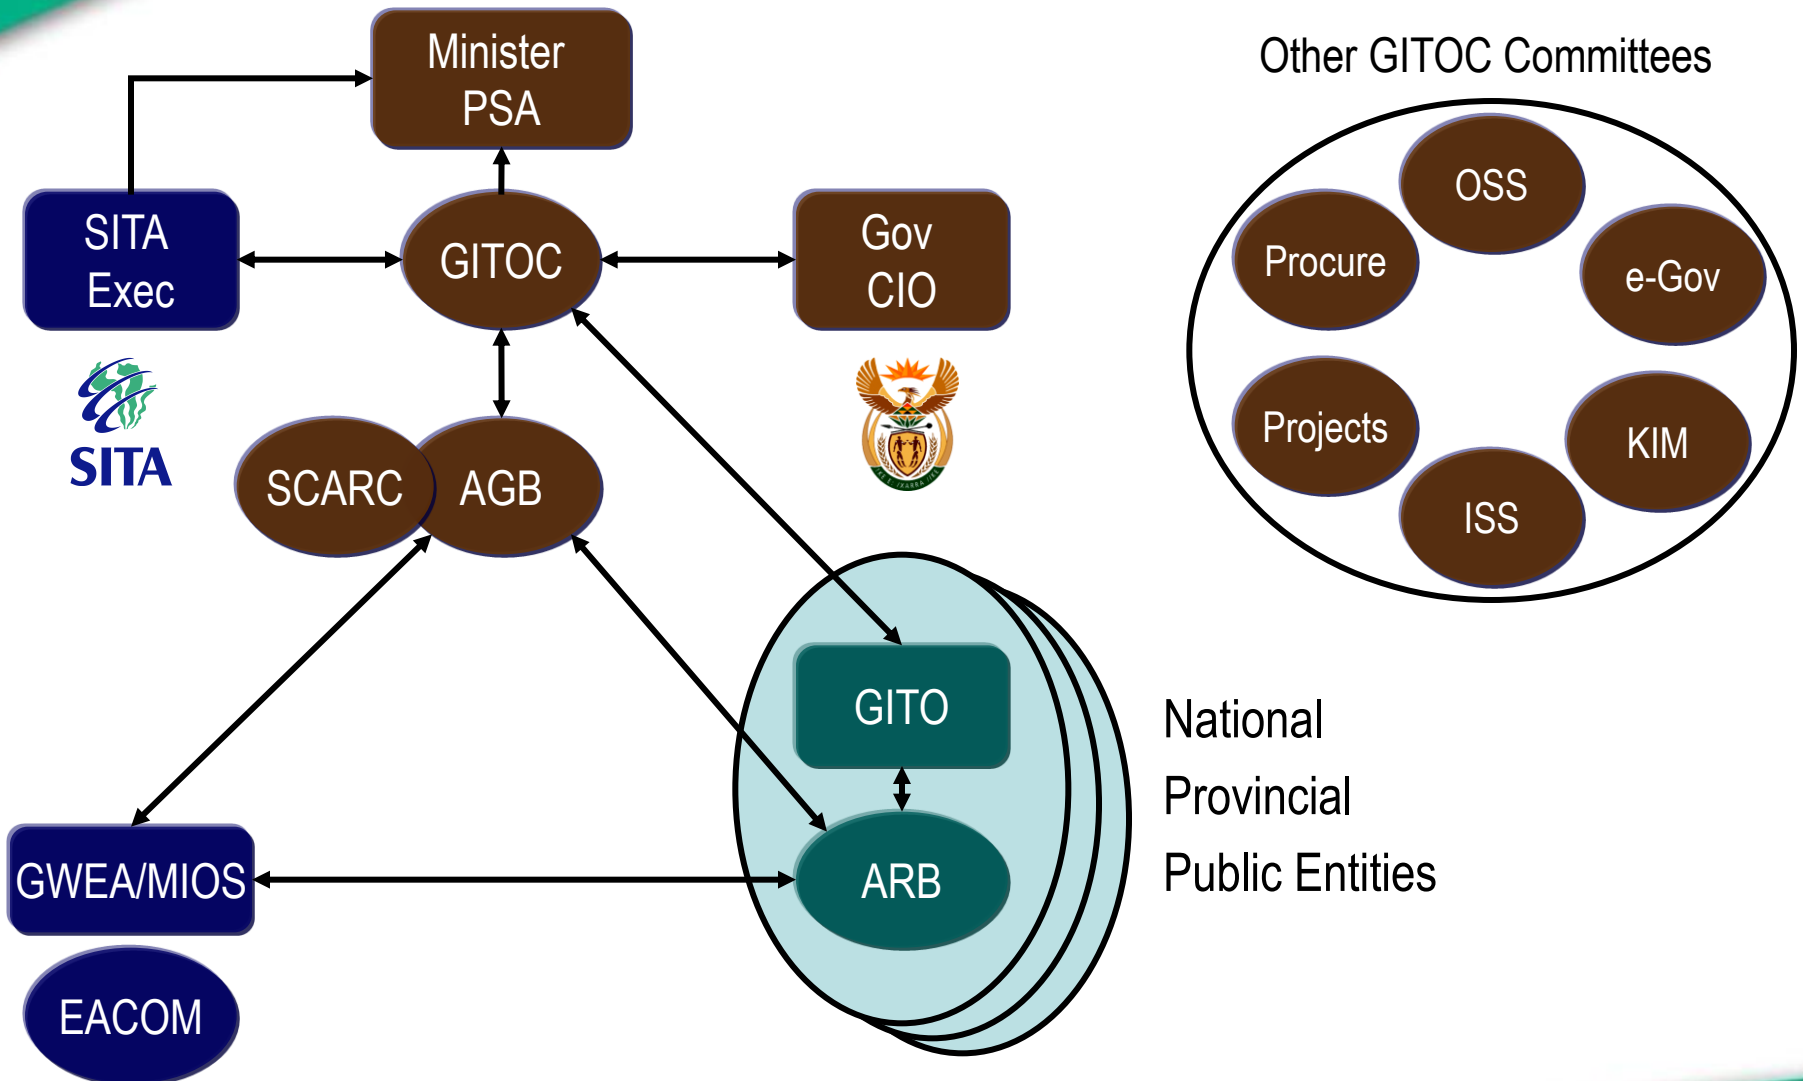 Minister
PSA
Other GITOC Committees
SITA
Exec
GITOC
Gov
CIO
OSS
Procure
e-Gov
Projects
KIM
ISS
SITA
SCARC
AGB
GITO
ARB
National
Provincial
Public Entities
GWEA/MIOS
EACOM